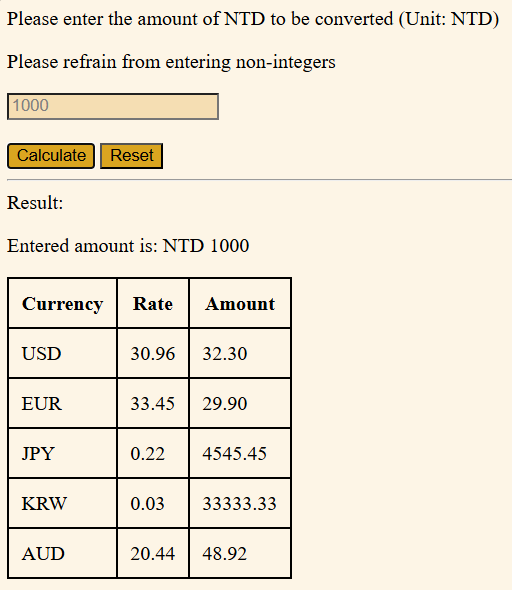 Please enter the amount of NTD to be converted (Unit: NTD)
Please refrain from entering non-integers
1000
Calculate Reset
Result:
Entered amount is: NTD 1000
Currency Rate Amount
USD 30.96 32.30
EUR 33.45 29.90
JPY 0.22 4545.45
KRW 0.03 33333.33
AUD 20.44 48.92